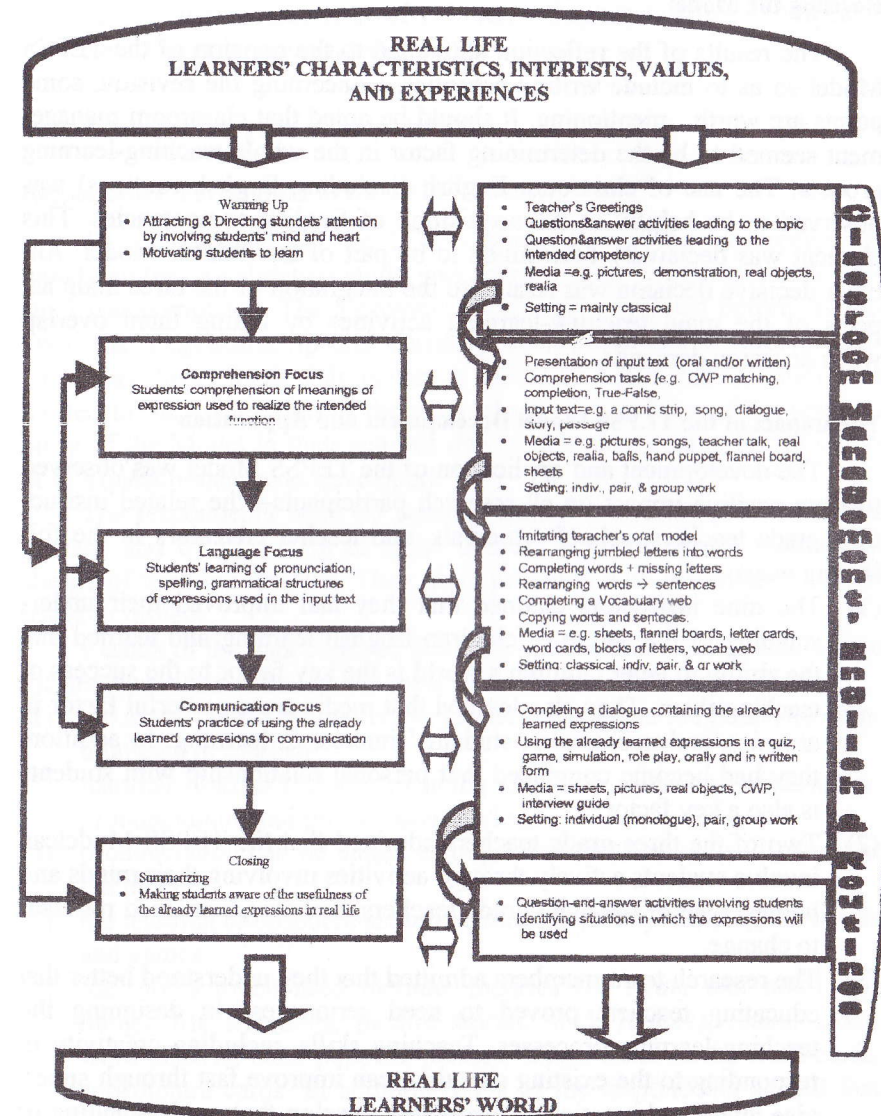 REAL LIFE
LEARNERS' CHARACTERISTICS, INTERESTS, VALUES,
AND EXPERIENCES
Warming Up
Attracting & Directing stundets' attention
by involving students' mind and heart
Motivating students to learn
• Teacher's Greetings
• Questions&answer activities leading to the topic
• Question&answer activities leading to the
intended competency
• Media =e.g. pictures, demonstration, real objects,
realia
Setting = mainly classical
Comprehension Focus
Students' comprehension of lmeanings of
expression used to realize the intended
function
• Presentation of input text (oral and/or written)
• Comprehension tasks (e.g. CWP matching,
completion, True-False,
Input text=e.g. a comic strip, song, dialogue,
story, passage
• Media = e.g. pictures, songs, teacher talk, real
objects, realia, balls, hand puppet, flannel board,
sheets
Setting: indiv., pair, & group work
Language Focus
Students' learning of pronunciation,
spelling, grammatical structures
of expressions used in the input text
Imitating teracher's oral model
Rearranging jumbled letters into words
• Completing words + missing letters
• Rearranging words → sentences
• Completing a Vocabulary web
• Copying words and senteces.
• Media = e.g. sheets, flannel boards, letter cards,
word cards, blocks of letters, vocab web
Setting: classical, indiv, pair, & gr work
Communication Focus
Students' practice of using the already
learned expressions for communication
• Completing a dialogue containing the already
learned expressions
• Using the already learned expressions in a quiz,
game, simulation, role play, orally and in written
form
• Media = sheets, pictures, real objects, CWP,
interview guide
• Setting: individual (monologue), pair, group work
Closing
• Summarizing
• Making students aware of the usefulness of
the already learned expressions in real life
• Question-and-answer activities involving students
Identifying situations in which the expressions will
be used
Classroom Management, English a Routines
REAL LIFE
LEARNERS' WORLD